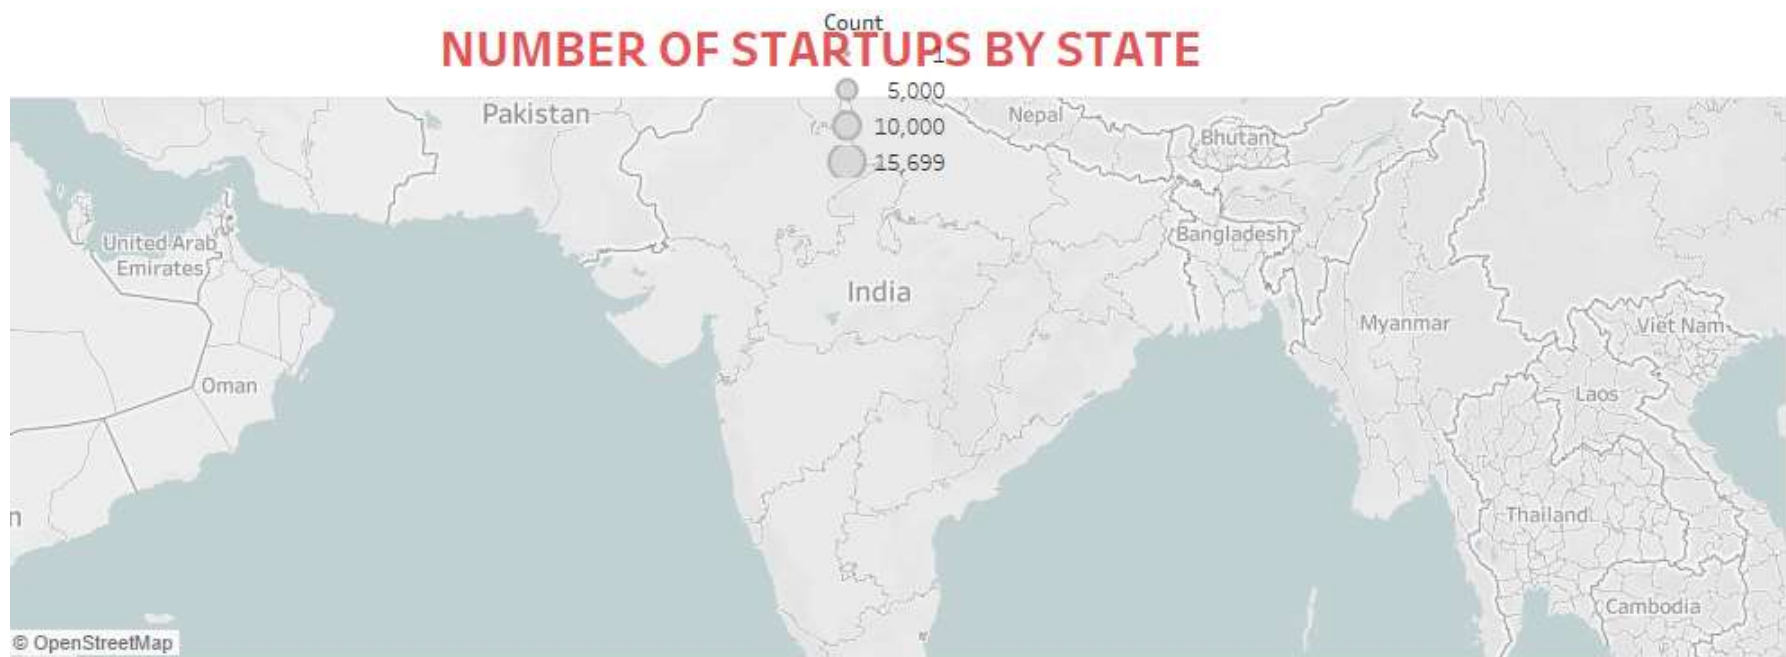 Count
NUMBER OF STARTUPS BY STATE
1
5,000
10,000
15,699
Pakistan
Nepal
Bhutan
United Arab
Emirates
Bangladesh
India
Myanmar
Viet Nam
Oman
Laos
n
Thailand
Cambodia
© OpenStreetMap